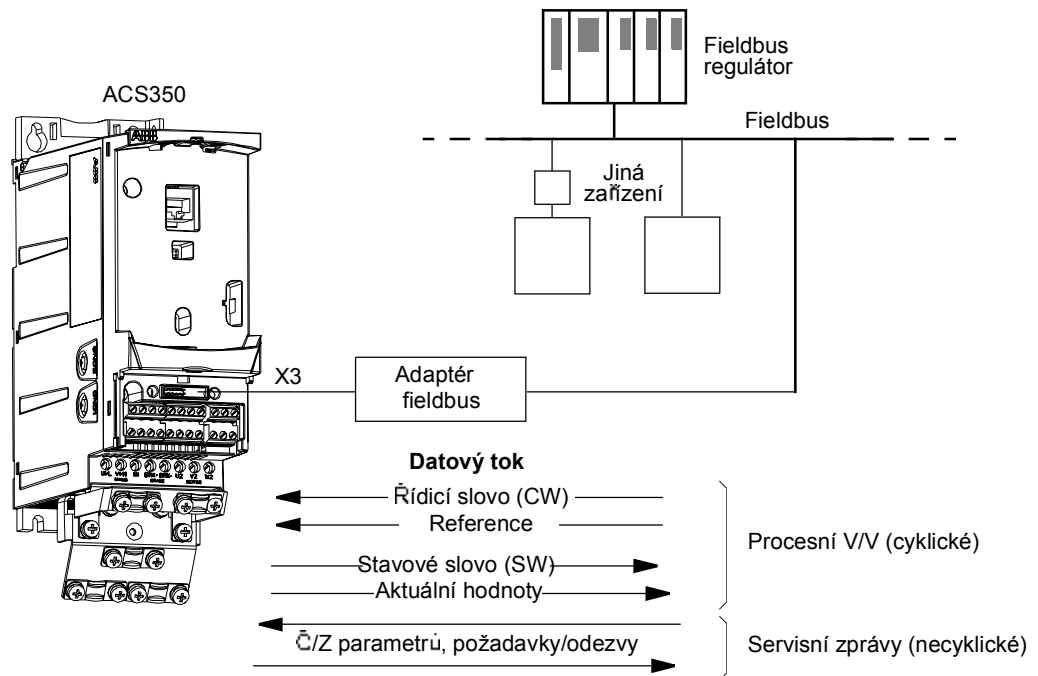 Fieldbus
regulátor
ACS350
ABB
Fieldbus
Jiná
zařízení
X3
Adaptér
fieldbus
Datový tok
Řídicí slovo (CW)
Reference
Stavové slovo (SW)
Aktuální hodnoty
Procesní V/V (cyklické)
Č/Z parametrů, požadavky/odezvy
Servisní zprávy (necyklické)